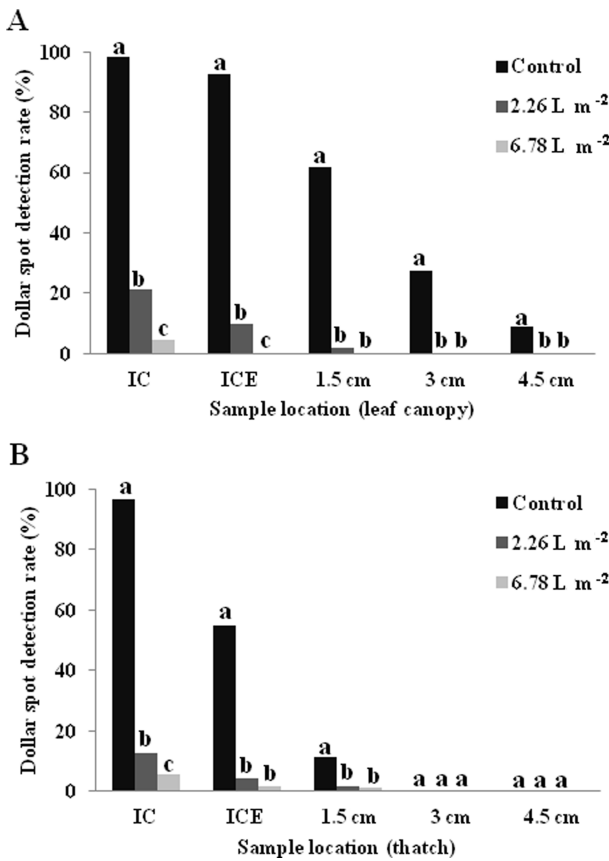 A
Dollar spot detection rate (%)
100
80
60
40
20
0
a
b
c
a
b
c
a
b b
a
b b
a
b b
Control
2.26 L m⁻²
6.78 L m⁻²
IC ICE 1.5 cm 3 cm 4.5 cm
Sample location (leaf canopy)
B
Dollar spot detection rate (%)
100
80
60
40
20
0
a
b
c
a
b b
a
b b
a a a
a a a
Control
2.26 L m⁻²
6.78 L m⁻²
IC ICE 1.5 cm 3 cm 4.5 cm
Sample location (thatch)